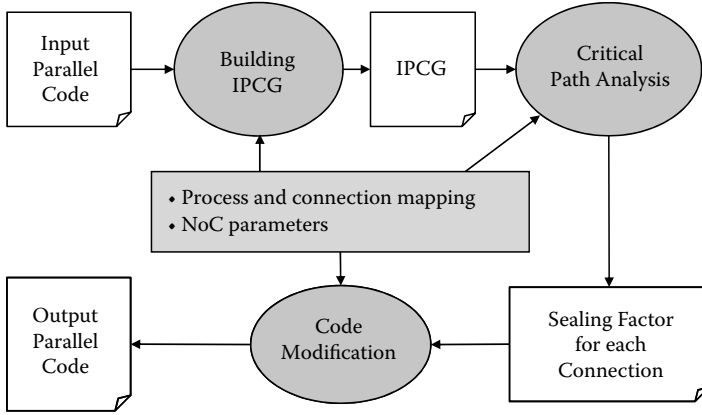 Input
Parallel
Code
Building
IPCG
IPCG
Critical
Path Analysis
• Process and connection mapping
• NoC parameters
Output
Parallel
Code
Code
Modification
Sealing Factor
for each
Connection